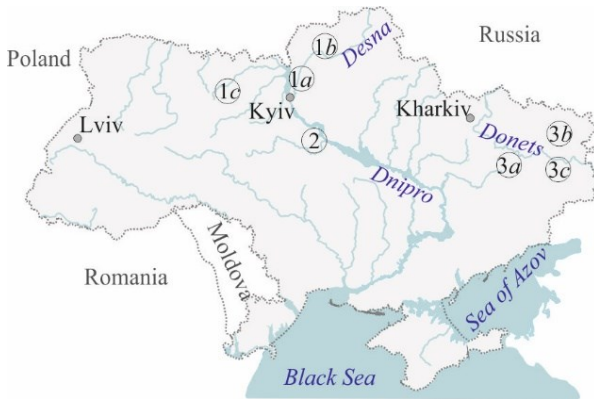 Poland
Russia
1b
Desna
1a
1c
Kyiv
Kharkiv
Lviv
2
Donets
3b
3a
3c
Dnipro
Moldova
Romania
Sea of Azov
Black Sea